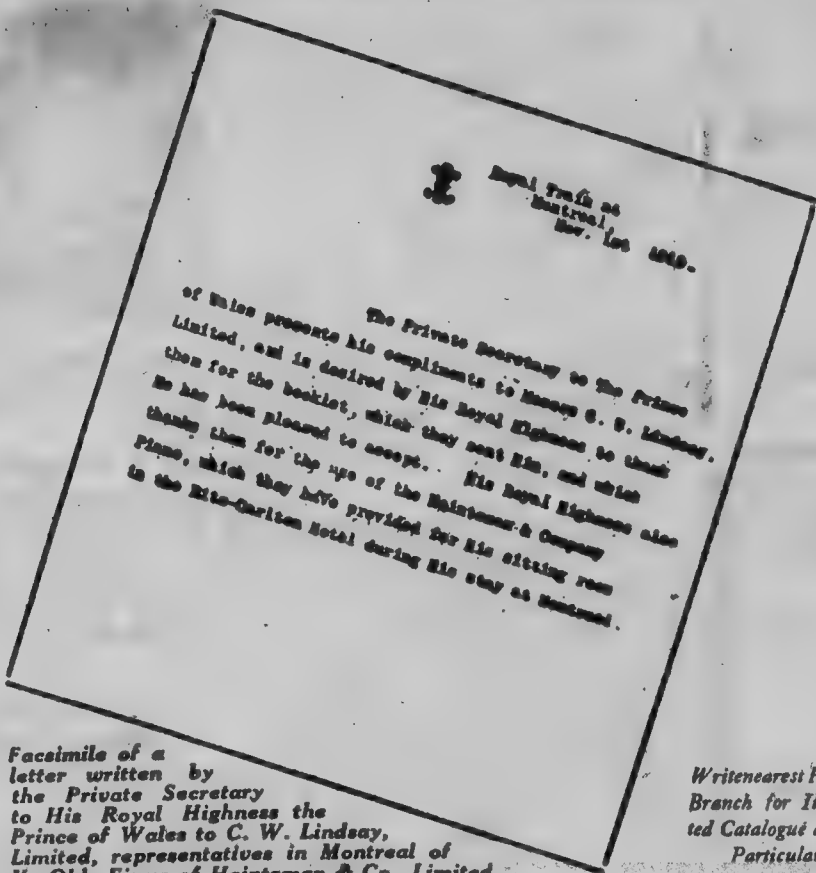 Royal Train at
Montreal,
Nov. 1st 1919.
The Private Secretary to The Prince
of Wales presents his compliments to Messrs C. W. Lindsay,
Limited, and is desired by His Royal Highness to thank
them for the booklet, which they sent Him, and which
He has been pleased to accept. His Royal Highness also
thanks them for the use of the Heintzman & Company
Piano, which they have provided for His sitting room
in the Ritz-Carlton Hotel during His stay at Montreal.
Facsimile of a
letter written by
the Private Secretary
to His Royal Highness the
Prince of Wales to C. W. Lindsay,
Limited, representatives in Montreal of
Ye Olde Firme of Heintzman & Co., Limited
Write nearest
Branch for
ted Catalogue